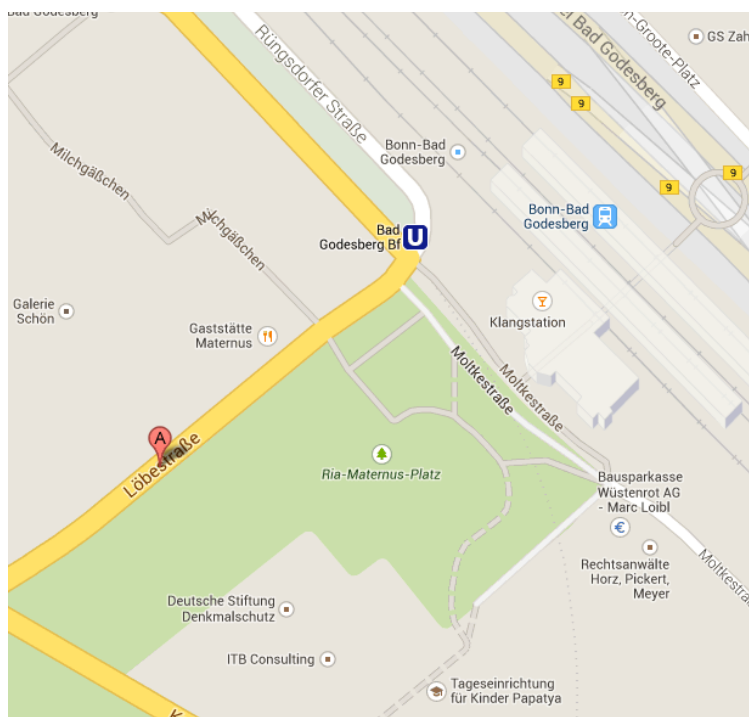 Bad Godesberg
Rüngsdorfer Straße
Bad Godesberg
n-Groote-Platz
GS Zah
9
9
9
9
Milchgäßchen
Milchgäßchen
Bonn-Bad
Godesberg
Bonn-Bad
Godesberg
Bad
Godesberg Bf
U
Galerie
Schön
Gaststätte
Maternus
Klangstation
Moltkestraße
Moltkestraße
A
Löbestraße
Ria-Maternus-Platz
Bausparkasse
Wüstenrot AG
- Marc Loibl
€
Rechtsanwälte
Horz, Pickert,
Meyer
Moltkestraß
Deutsche Stiftung
Denkmalschutz
ITB Consulting
Tageseinrichtung
für Kinder Papatya